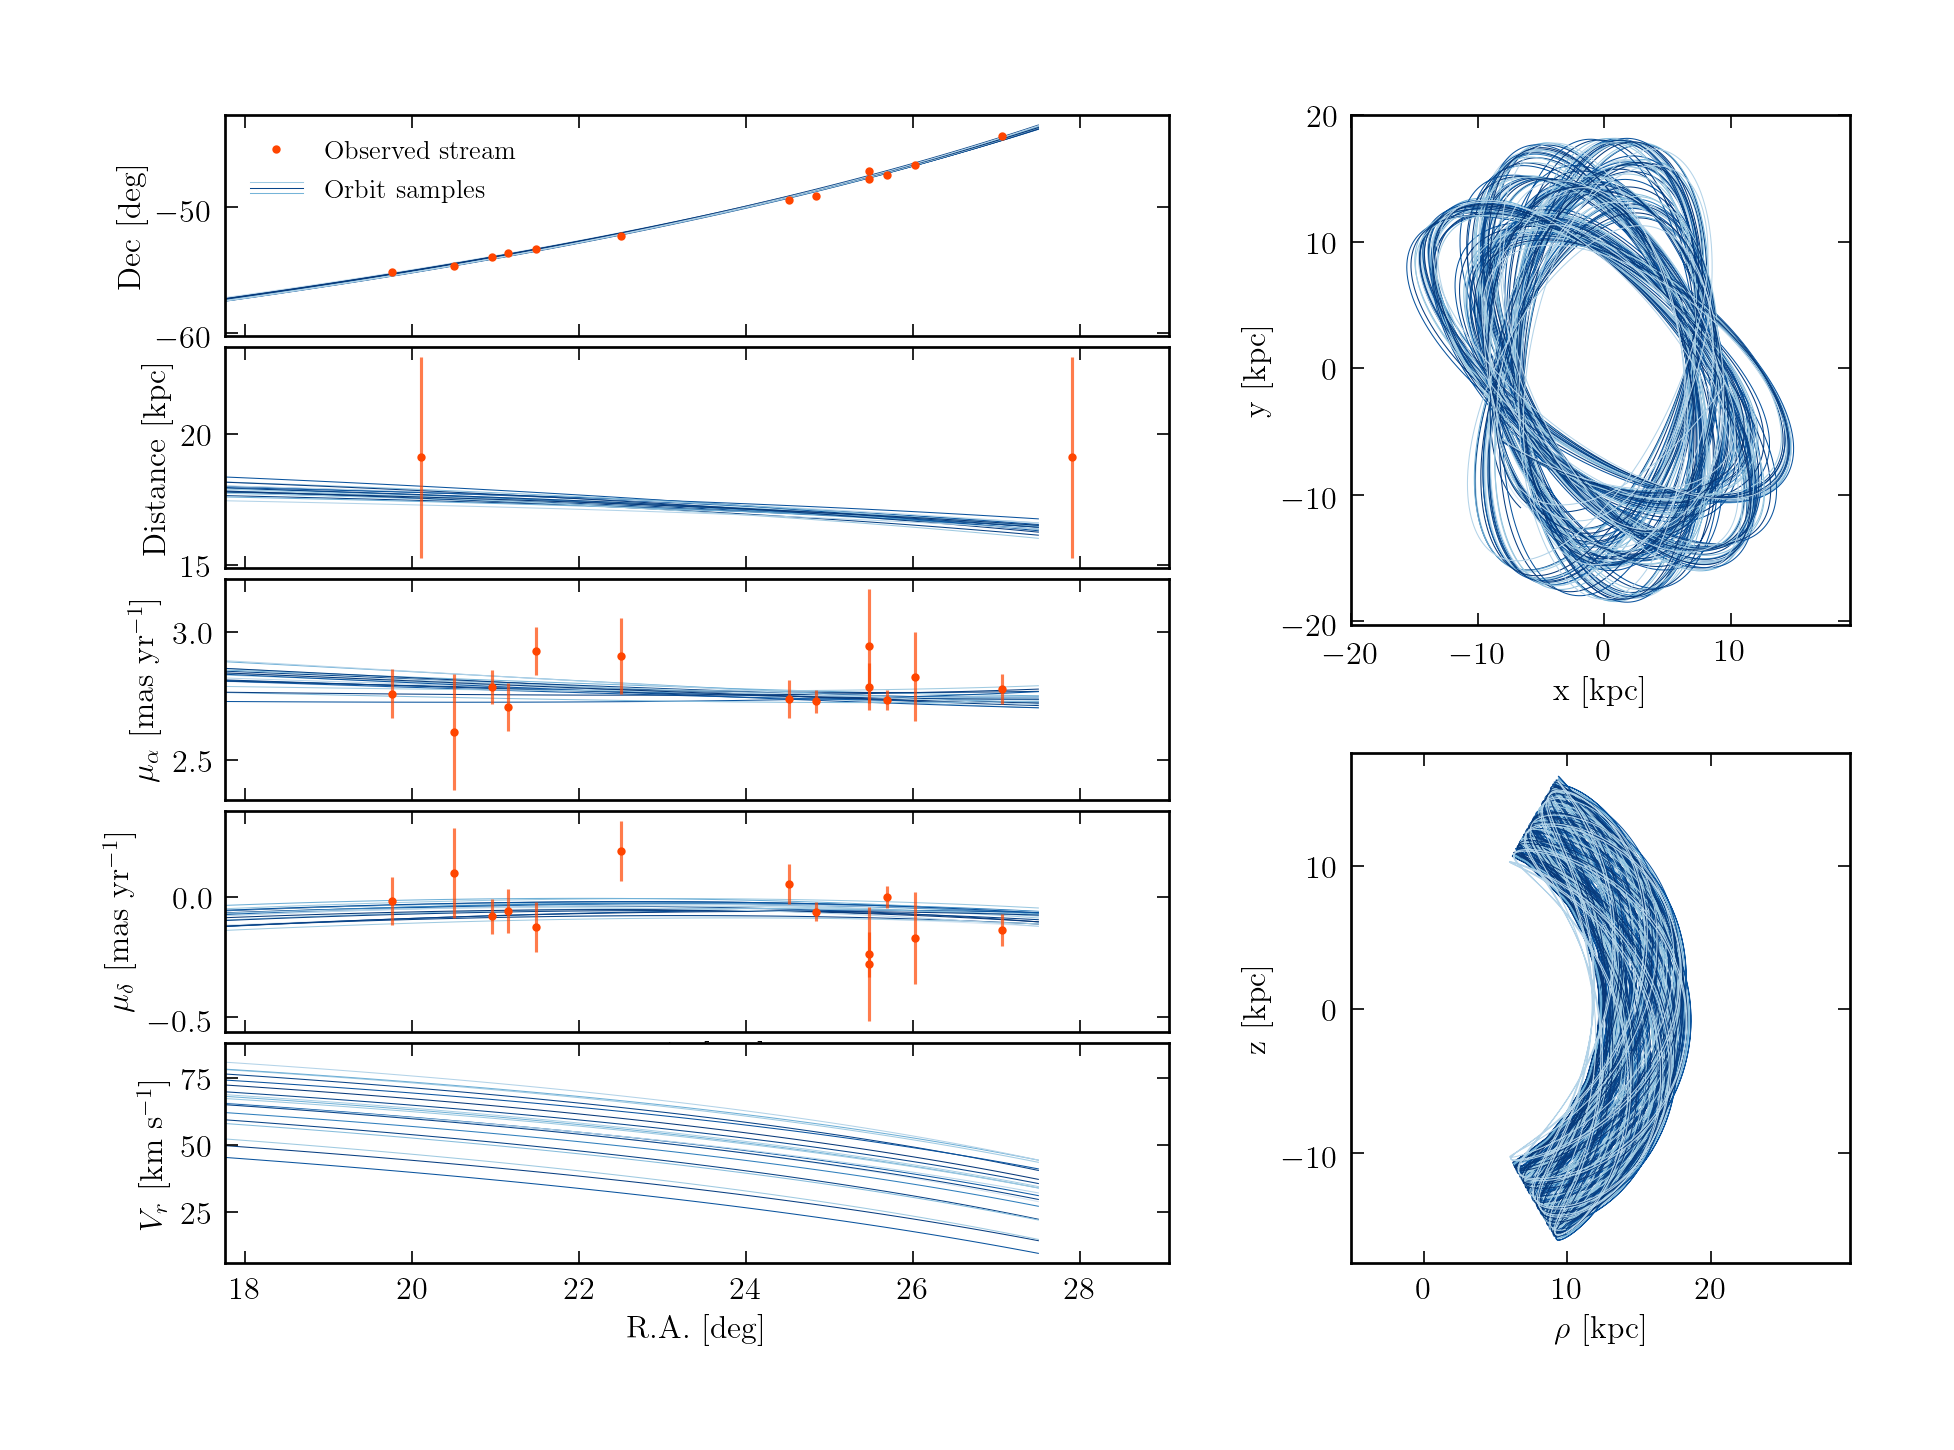 Observed stream
Orbit samples
Dec [deg]
−50
−60
Distance [kpc]
20
15
μα [mas yr−1]
3.0
2.5
μδ [mas yr−1]
0.0
−0.5
Vr [km s−1]
75
50
25
18 20 22 24 26 28
R.A. [deg]
y [kpc]
20
10
0
−10
−20
−20 −10 0 10
x [kpc]
z [kpc]
10
0
−10
0 10 20
ρ [kpc]